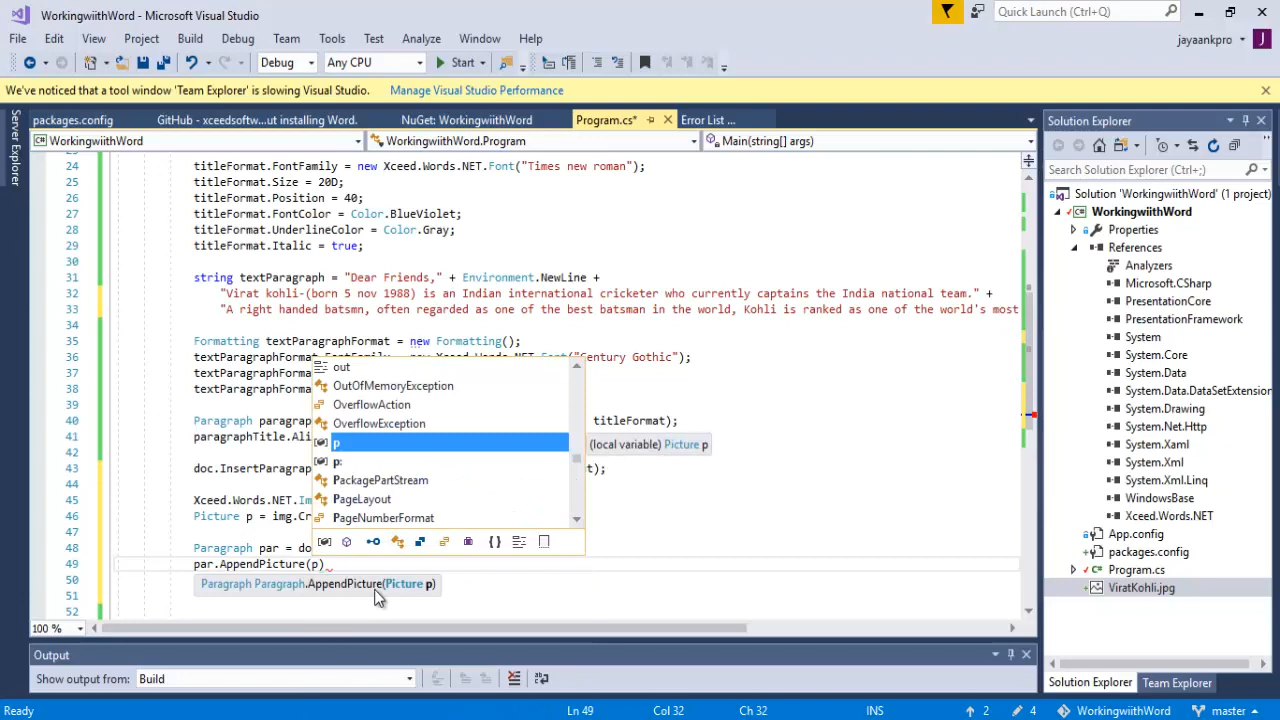 WorkingwiithWord - Microsoft Visual Studio
Quick Launch (Ctrl+Q)
File Edit View Project Build Debug Team Tools Test Analyze Window Help
jayaankpro J
Debug Any CPU Start
We've noticed that a tool window 'Team Explorer' is slowing Visual Studio. Manage Visual Studio Performance
Server Explorer
packages.config GitHub - xceedsoftw...ut installing Word. NuGet: WorkingwiithWord Program.cs* Error List ...
WorkingwiithWord WorkingwiithWord.Program Main(string[] args)
24 titleFormat.FontFamily = new Xceed.Words.NET.Font("Times new roman");
25 titleFormat.Size = 20D;
26 titleFormat.Position = 40;
27 titleFormat.FontColor = Color.BlueViolet;
28 titleFormat.UnderlineColor = Color.Gray;
29 titleFormat.Italic = true;
30
31 string textParagraph = "Dear Friends," + Environment.NewLine +
32 "Virat kohli-(born 5 nov 1988) is an Indian international cricketer who currently captains the India national team." +
33 "A right handed batsmn, often regarded as one of the best batsman in the world, Kohli is ranked as one of the world's most
34
35 Formatting textParagraphFormat = new Formatting();
36 textParagraphFormat.FontFamily = new Xceed.Words.NET.Font("Century Gothic");
37 textParagraphForma
38 textParagraphForma
39
40 Paragraph paragra titleFormat);
41 paragraphTitle.Ali
42
43 doc.InsertParagrap t);
44
45 Xceed.Words.NET.Im
46 Picture p = img.Cr
47
48 Paragraph par = do
49 par.AppendPicture(p)
50
51
52
out
OutOfMemoryException
OverflowAction
OverflowException
p
(local variable) Picture p
p:
PackagePartStream
PageLayout
PageNumberFormat
Paragraph Paragraph.AppendPicture(Picture p)
100 %
Output
Show output from: Build
Solution Explorer
Search Solution Explorer (Ctrl+;)
Solution 'WorkingwiithWord' (1 project)
WorkingwiithWord
Properties
References
Analyzers
Microsoft.CSharp
PresentationCore
PresentationFramework
System
System.Core
System.Data
System.Data.DataSetExtension
System.Drawing
System.Net.Http
System.Xaml
System.Xml
System.Xml.Linq
WindowsBase
Xceed.Words.NET
App.config
packages.config
Program.cs
ViratKohli.jpg
Solution Explorer Team Explorer
Ready Ln 49 Col 32 Ch 32 INS 2 4 WorkingwiithWord master